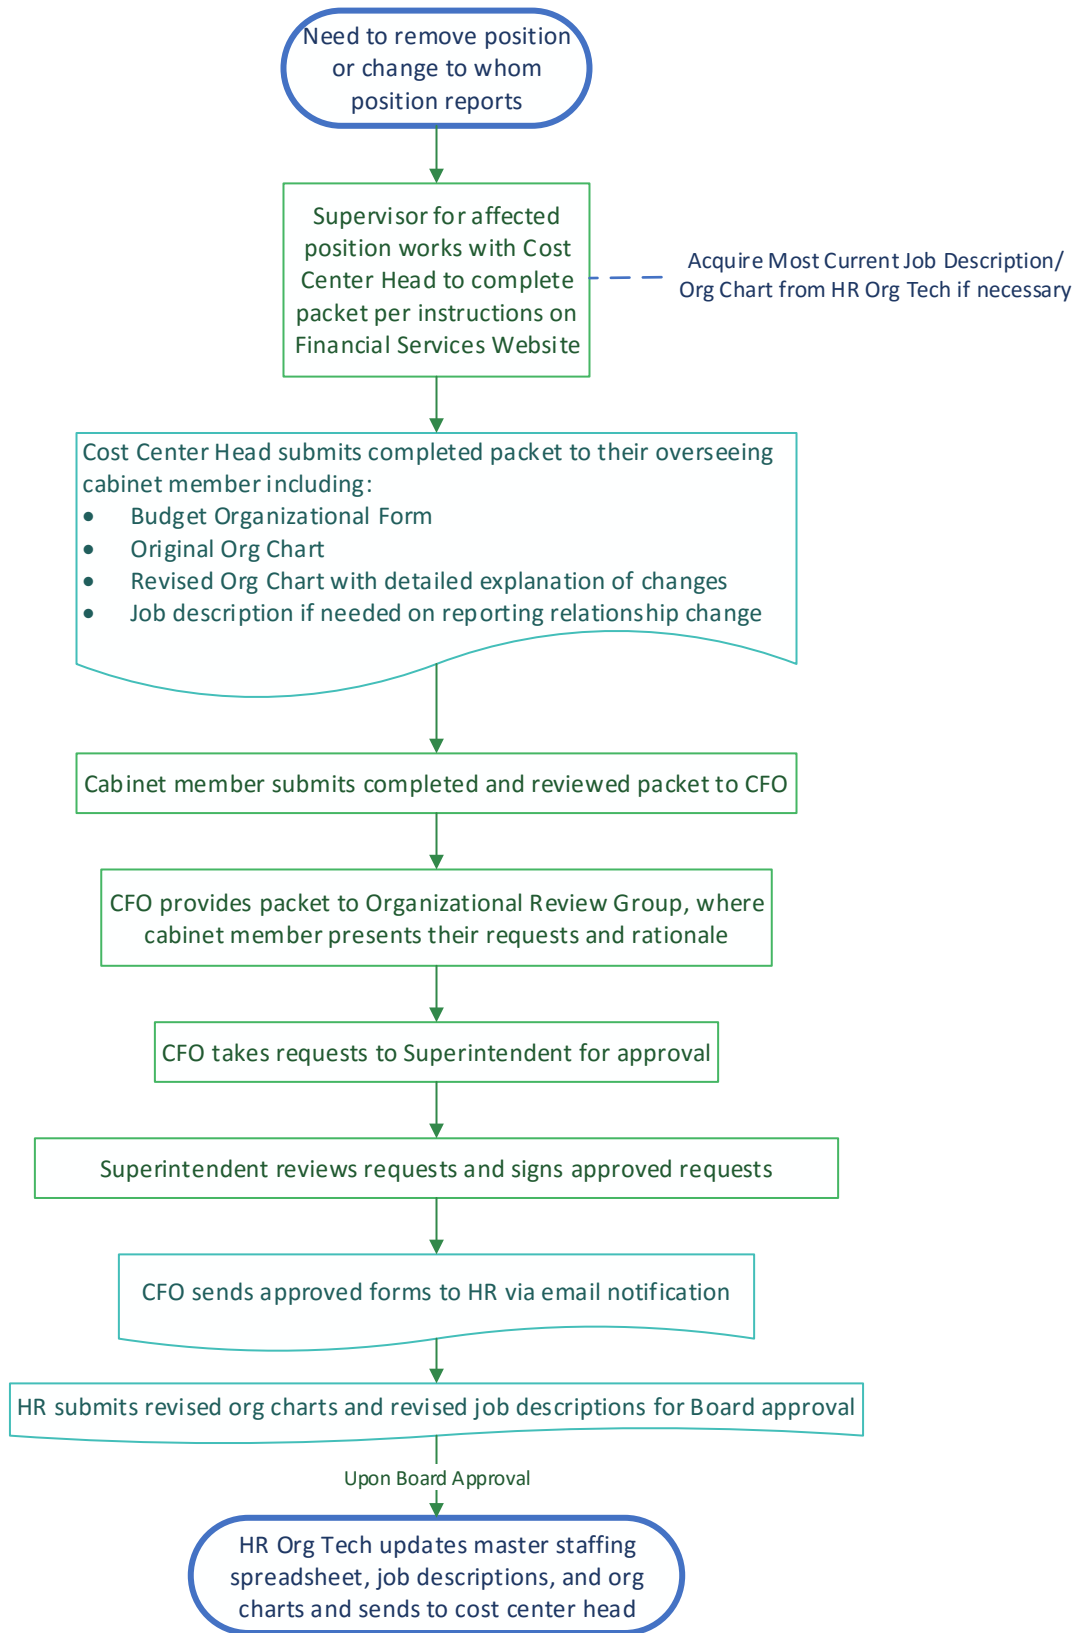 Need to remove position
or change to whom
position reports
Supervisor for affected
position works with Cost
Center Head to complete
packet per instructions on
Financial Services Website
Acquire Most Current Job Description/
Org Chart from HR Org Tech if necessary
Cost Center Head submits completed packet to their overseeing
cabinet member including:
• Budget Organizational Form
• Original Org Chart
• Revised Org Chart with detailed explanation of changes
• Job description if needed on reporting relationship change
Cabinet member submits completed and reviewed packet to CFO
CFO provides packet to Organizational Review Group, where
cabinet member presents their requests and rationale
CFO takes requests to Superintendent for approval
Superintendent reviews requests and signs approved requests
CFO sends approved forms to HR via email notification
HR submits revised org charts and revised job descriptions for Board approval
Upon Board Approval
HR Org Tech updates master staffing
spreadsheet, job descriptions, and org
charts and sends to cost center head